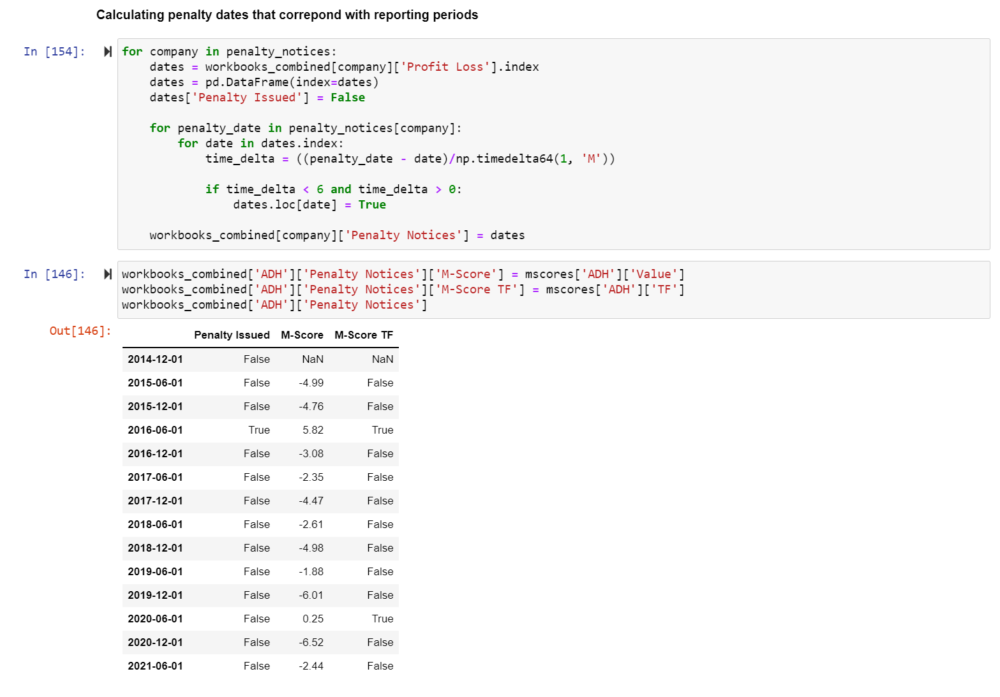 Calculating penalty dates that correpond with reporting periods
In [154]:
for company in penalty_notices:
    dates = workbooks_combined[company]['Profit Loss'].index
    dates = pd.DataFrame(index=dates)
    dates['Penalty Issued'] = False
    for penalty_date in penalty_notices[company]:
        for date in dates.index:
            time_delta = ((penalty_date - date)/np.timedelta64(1, 'M'))
            if time_delta < 6 and time_delta > 0:
                dates.loc[date] = True
    workbooks_combined[company]['Penalty Notices'] = dates
In [146]:
workbooks_combined['ADH']['Penalty Notices']['M-Score'] = mscores['ADH']['Value']
workbooks_combined['ADH']['Penalty Notices']['M-Score TF'] = mscores['ADH']['TF']
workbooks_combined['ADH']['Penalty Notices']
Out[146]:
Penalty Issued M-Score M-Score TF
2014-12-01 False NaN NaN
2015-06-01 False -4.99 False
2015-12-01 False -4.76 False
2016-06-01 True 5.82 True
2016-12-01 False -3.08 False
2017-06-01 False -2.35 False
2017-12-01 False -4.47 False
2018-06-01 False -2.61 False
2018-12-01 False -4.98 False
2019-06-01 False -1.88 False
2019-12-01 False -6.01 False
2020-06-01 False 0.25 True
2020-12-01 False -6.52 False
2021-06-01 False -2.44 False